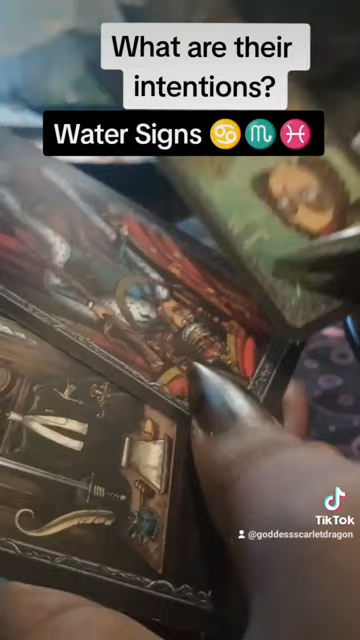 What are their
intentions?
Water Signs ♋♏♓
TikTok
@goddessscarletdragon